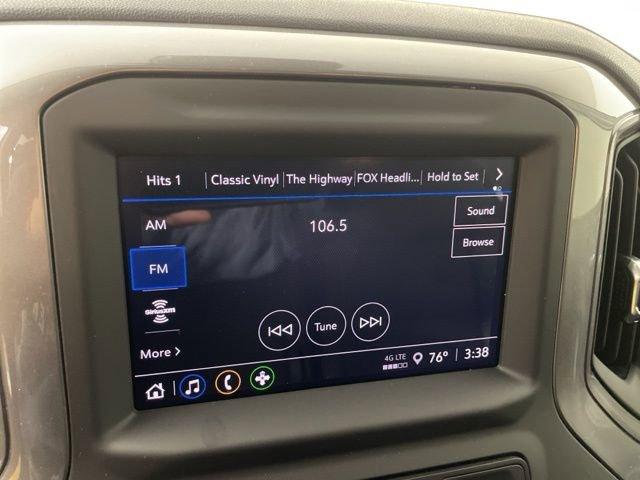 Hits 1 Classic Vinyl The Highway FOX Headli... Hold to Set
AM 106.5 Sound
FM Browse
SiriusXM
Tune
More
4G LTE 76° 3:38